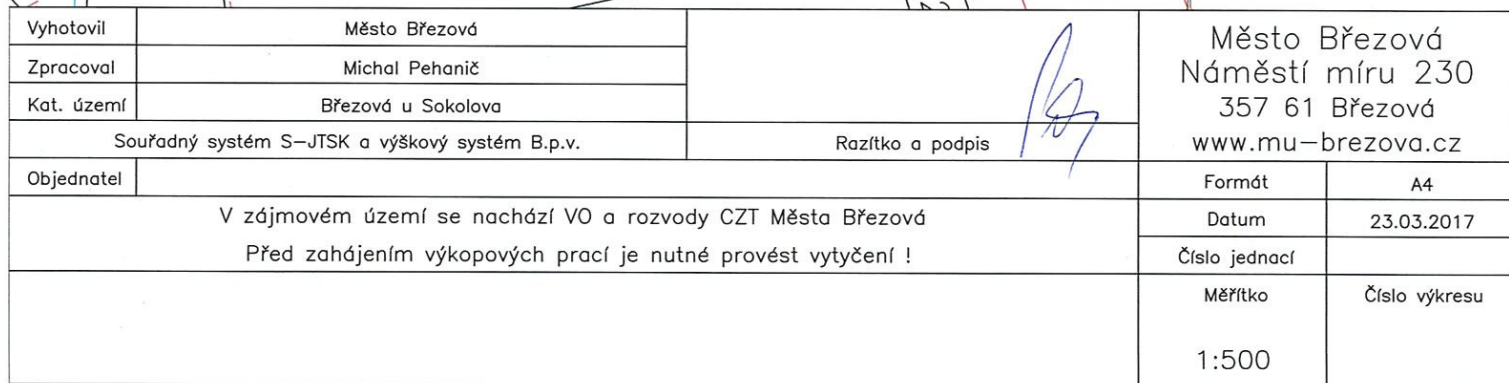 Vyhotovil Město Březová
Zpracoval Michal Pehanič
Kat. území Březová u Sokolova
Souřadný systém S-JTSK a výškový systém B.p.v. Razítko a podpis
Město Březová
Náměstí míru 230
357 61 Březová
www.mu-brezova.cz
Objednatel
Formát A4
V zájmovém území se nachází VO a rozvody CZT Města Březová
Před zahájením výkopových prací je nutné provést vytyčení !
Datum 23.03.2017
Číslo jednací
Měřítko Číslo výkresu
1:500